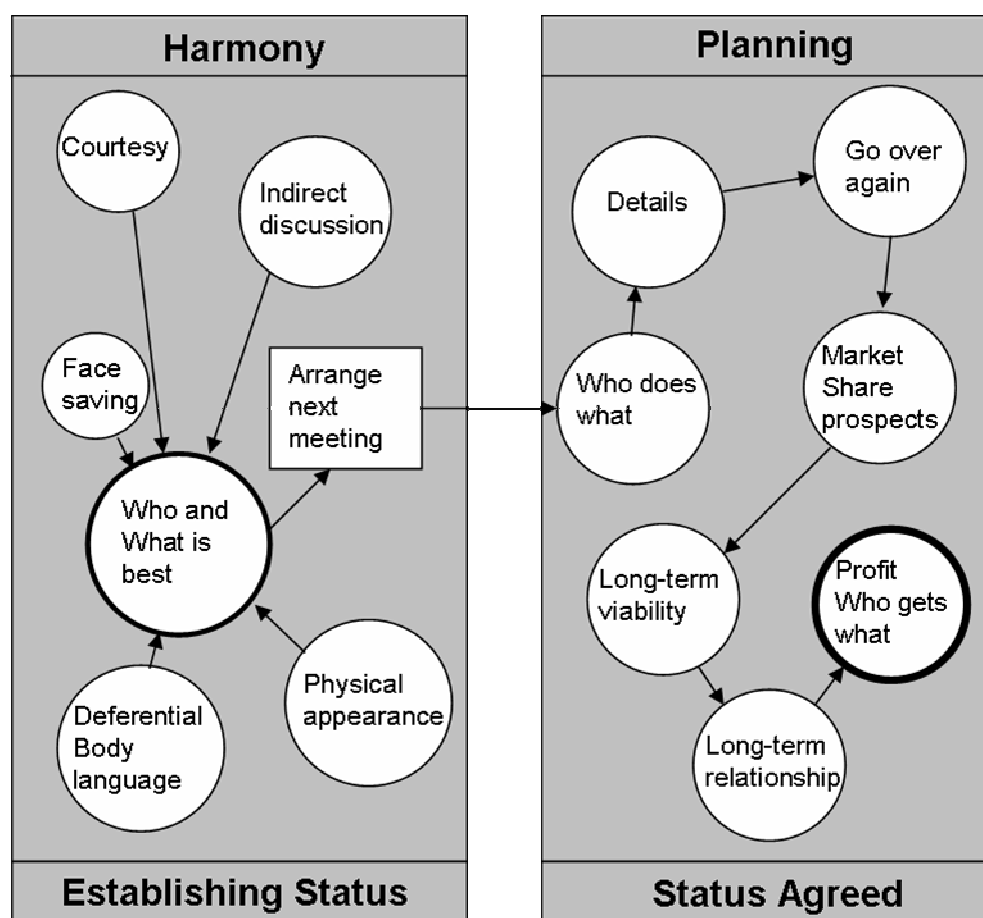 Harmony
Courtesy
Indirect
discussion
Face
saving
Arrange
next
meeting
Who and
What is
best
Physical
appearance
Deferential
Body
language
Establishing Status
Planning
Go over
again
Details
Market
Share
prospects
Who does
what
Long-term
viability
Profit
Who gets
what
Long-term
relationship
Status Agreed